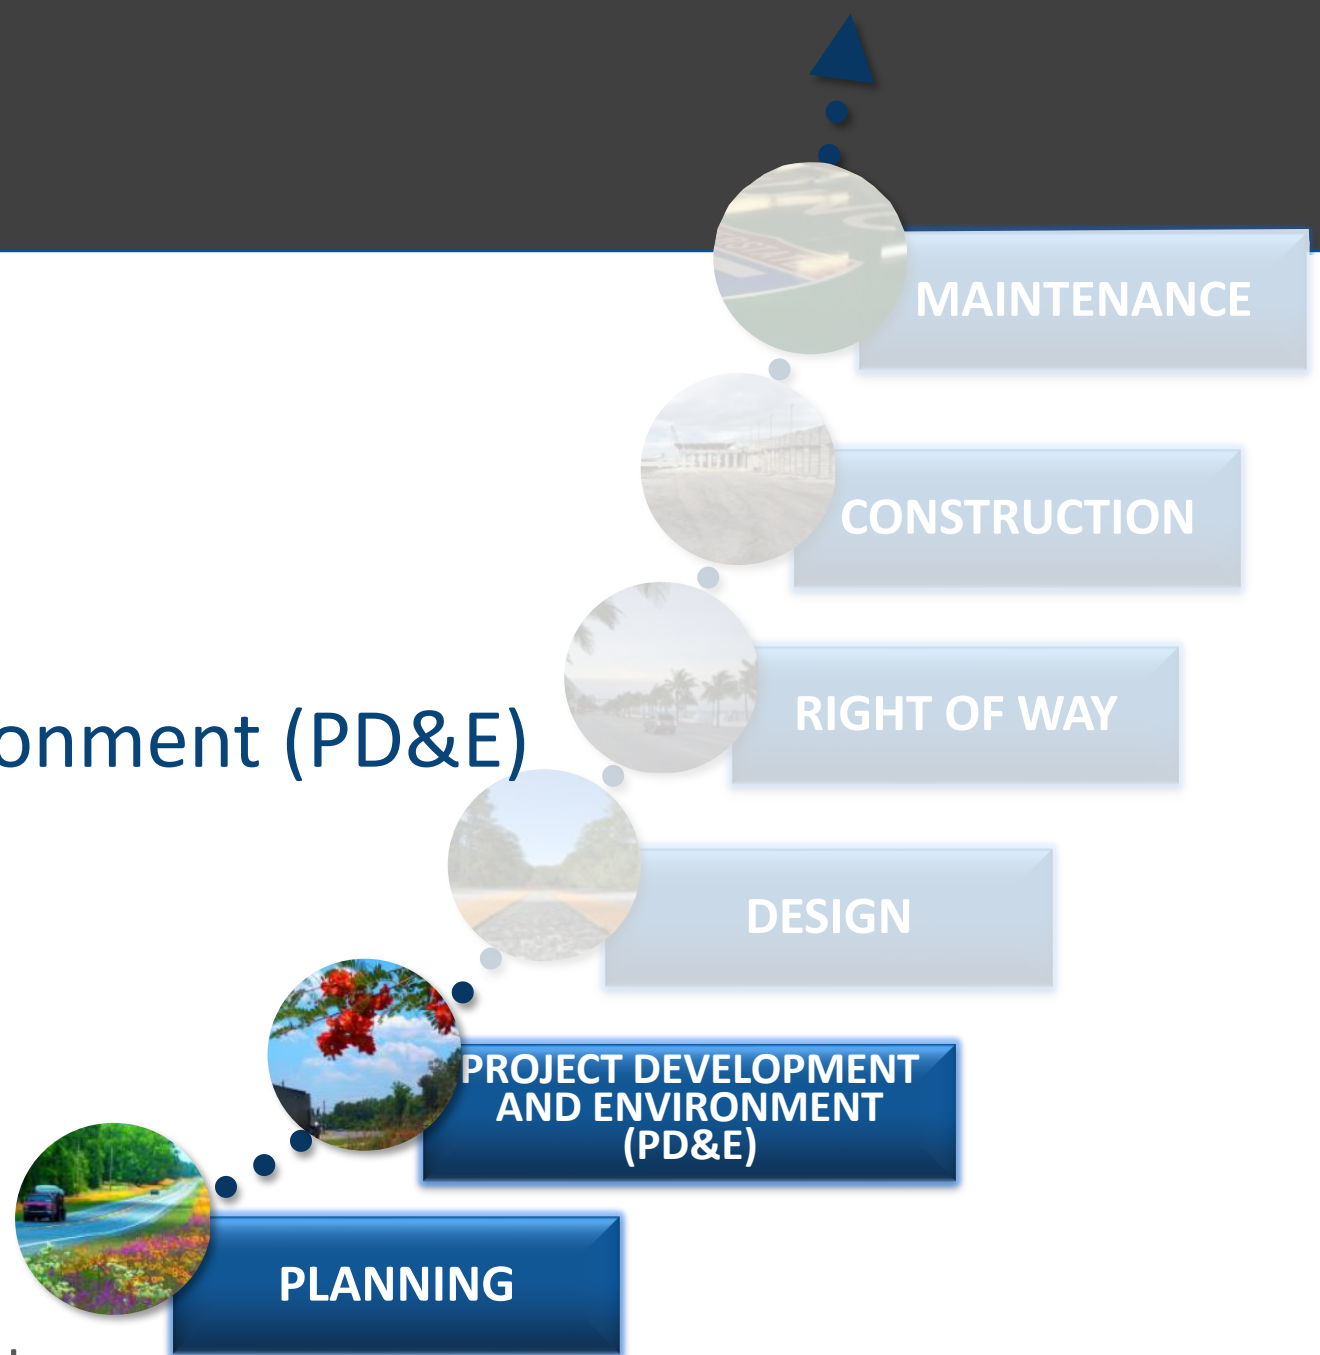 MAINTENANCE
CONSTRUCTION
RIGHT OF WAY
onment (PD&E)
DESIGN
PROJECT DEVELOPMENT
AND ENVIRONMENT
(PD&E)
PLANNING